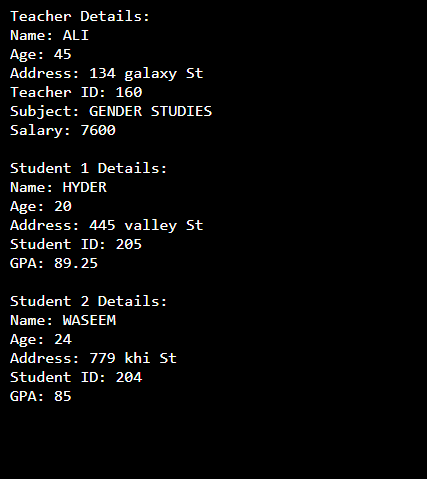 Teacher Details:
Name: ALI
Age: 45
Address: 134 galaxy St
Teacher ID: 160
Subject: GENDER STUDIES
Salary: 7600
Student 1 Details:
Name: HYDER
Age: 20
Address: 445 valley St
Student ID: 205
GPA: 89.25
Student 2 Details:
Name: WASEEM
Age: 24
Address: 779 khi St
Student ID: 204
GPA: 85